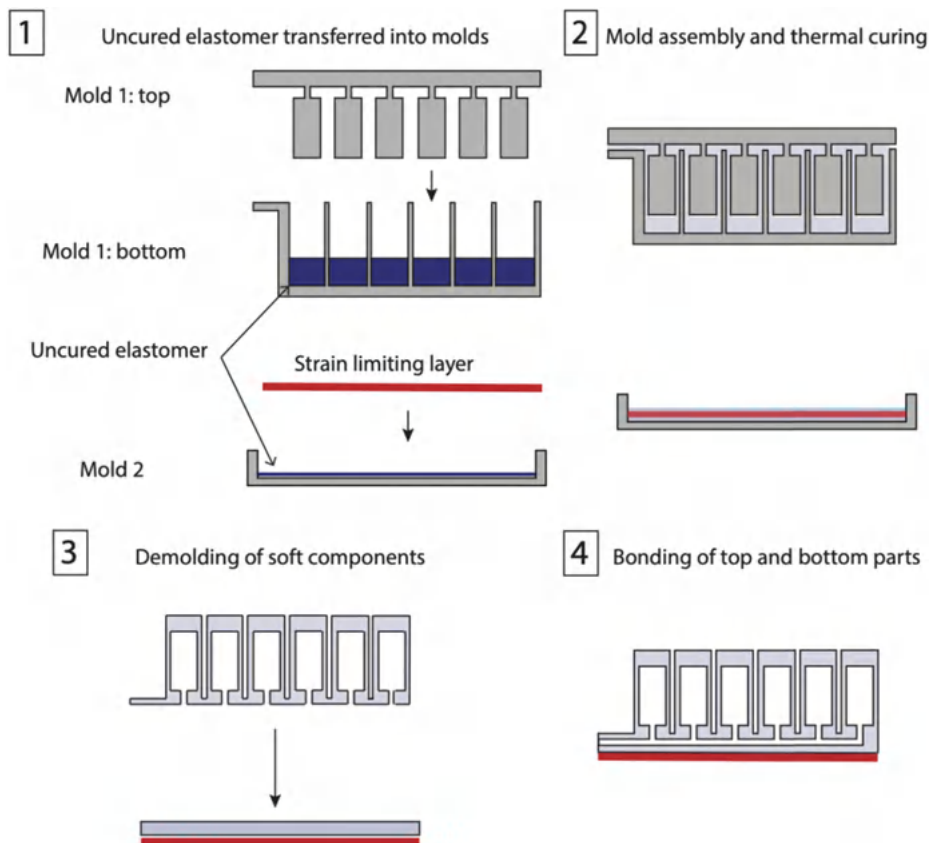 1
Uncured elastomer transferred into molds
Mold 1: top
Mold 1: bottom
Uncured elastomer
Strain limiting layer
Mold 2
2
Mold assembly and thermal curing
3
Demolding of soft components
4
Bonding of top and bottom parts